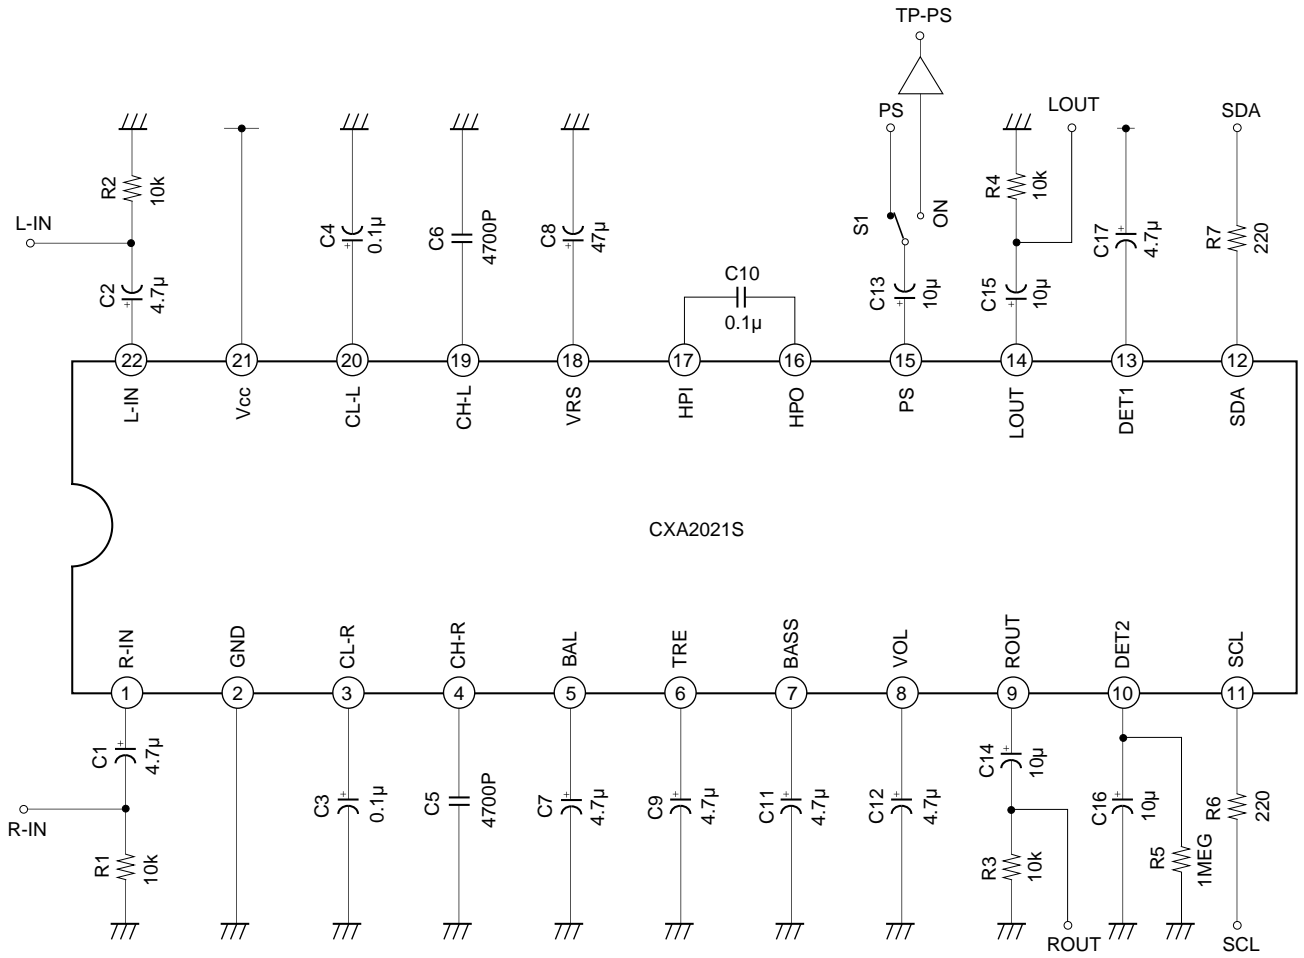 TP-PS
PS
LOUT
SDA
R2
10k
L-IN
C2
4.7µ
C4
0.1µ
C6
4700P
C8
47µ
C10
0.1µ
S1
ON
C13
10µ
R4
10k
C15
10µ
C17
4.7µ
R7
220
22
21
20
19
18
17
16
15
14
13
12
L-IN
Vcc
CL-L
CH-L
VRS
HPI
HPO
PS
LOUT
DET1
SDA
CXA2021S
R-IN
GND
CL-R
CH-R
BAL
TRE
BASS
VOL
ROUT
DET2
SCL
1
2
3
4
5
6
7
8
9
10
11
C1
4.7µ
R-IN
R1
10k
C3
0.1µ
C5
4700P
C7
4.7µ
C9
4.7µ
C11
4.7µ
C12
4.7µ
C14
10µ
R3
10k
C16
10µ
R5
1MEG
R6
220
ROUT
SCL